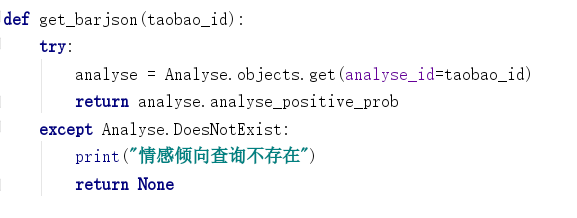 def get_barjson(taobao_id):
    try:
        analyse = Analyse.objects.get(analyse_id=taobao_id)
        return analyse.analyse_positive_prob
    except Analyse.DoesNotExist:
        print("情感倾向查询不存在")
        return None